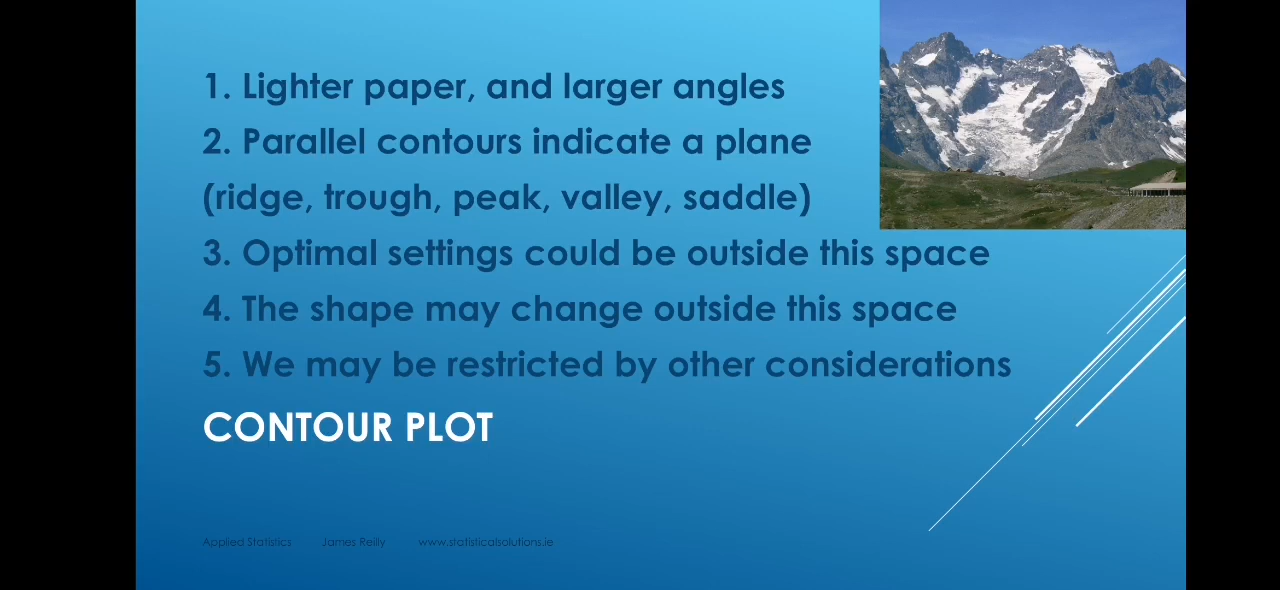 1. Lighter paper, and larger angles
2. Parallel contours indicate a plane
(ridge, trough, peak, valley, saddle)
3. Optimal settings could be outside this space
4. The shape may change outside this space
5. We may be restricted by other considerations
CONTOUR PLOT
Applied Statistics James Reilly www.statisticalsolutions.ie